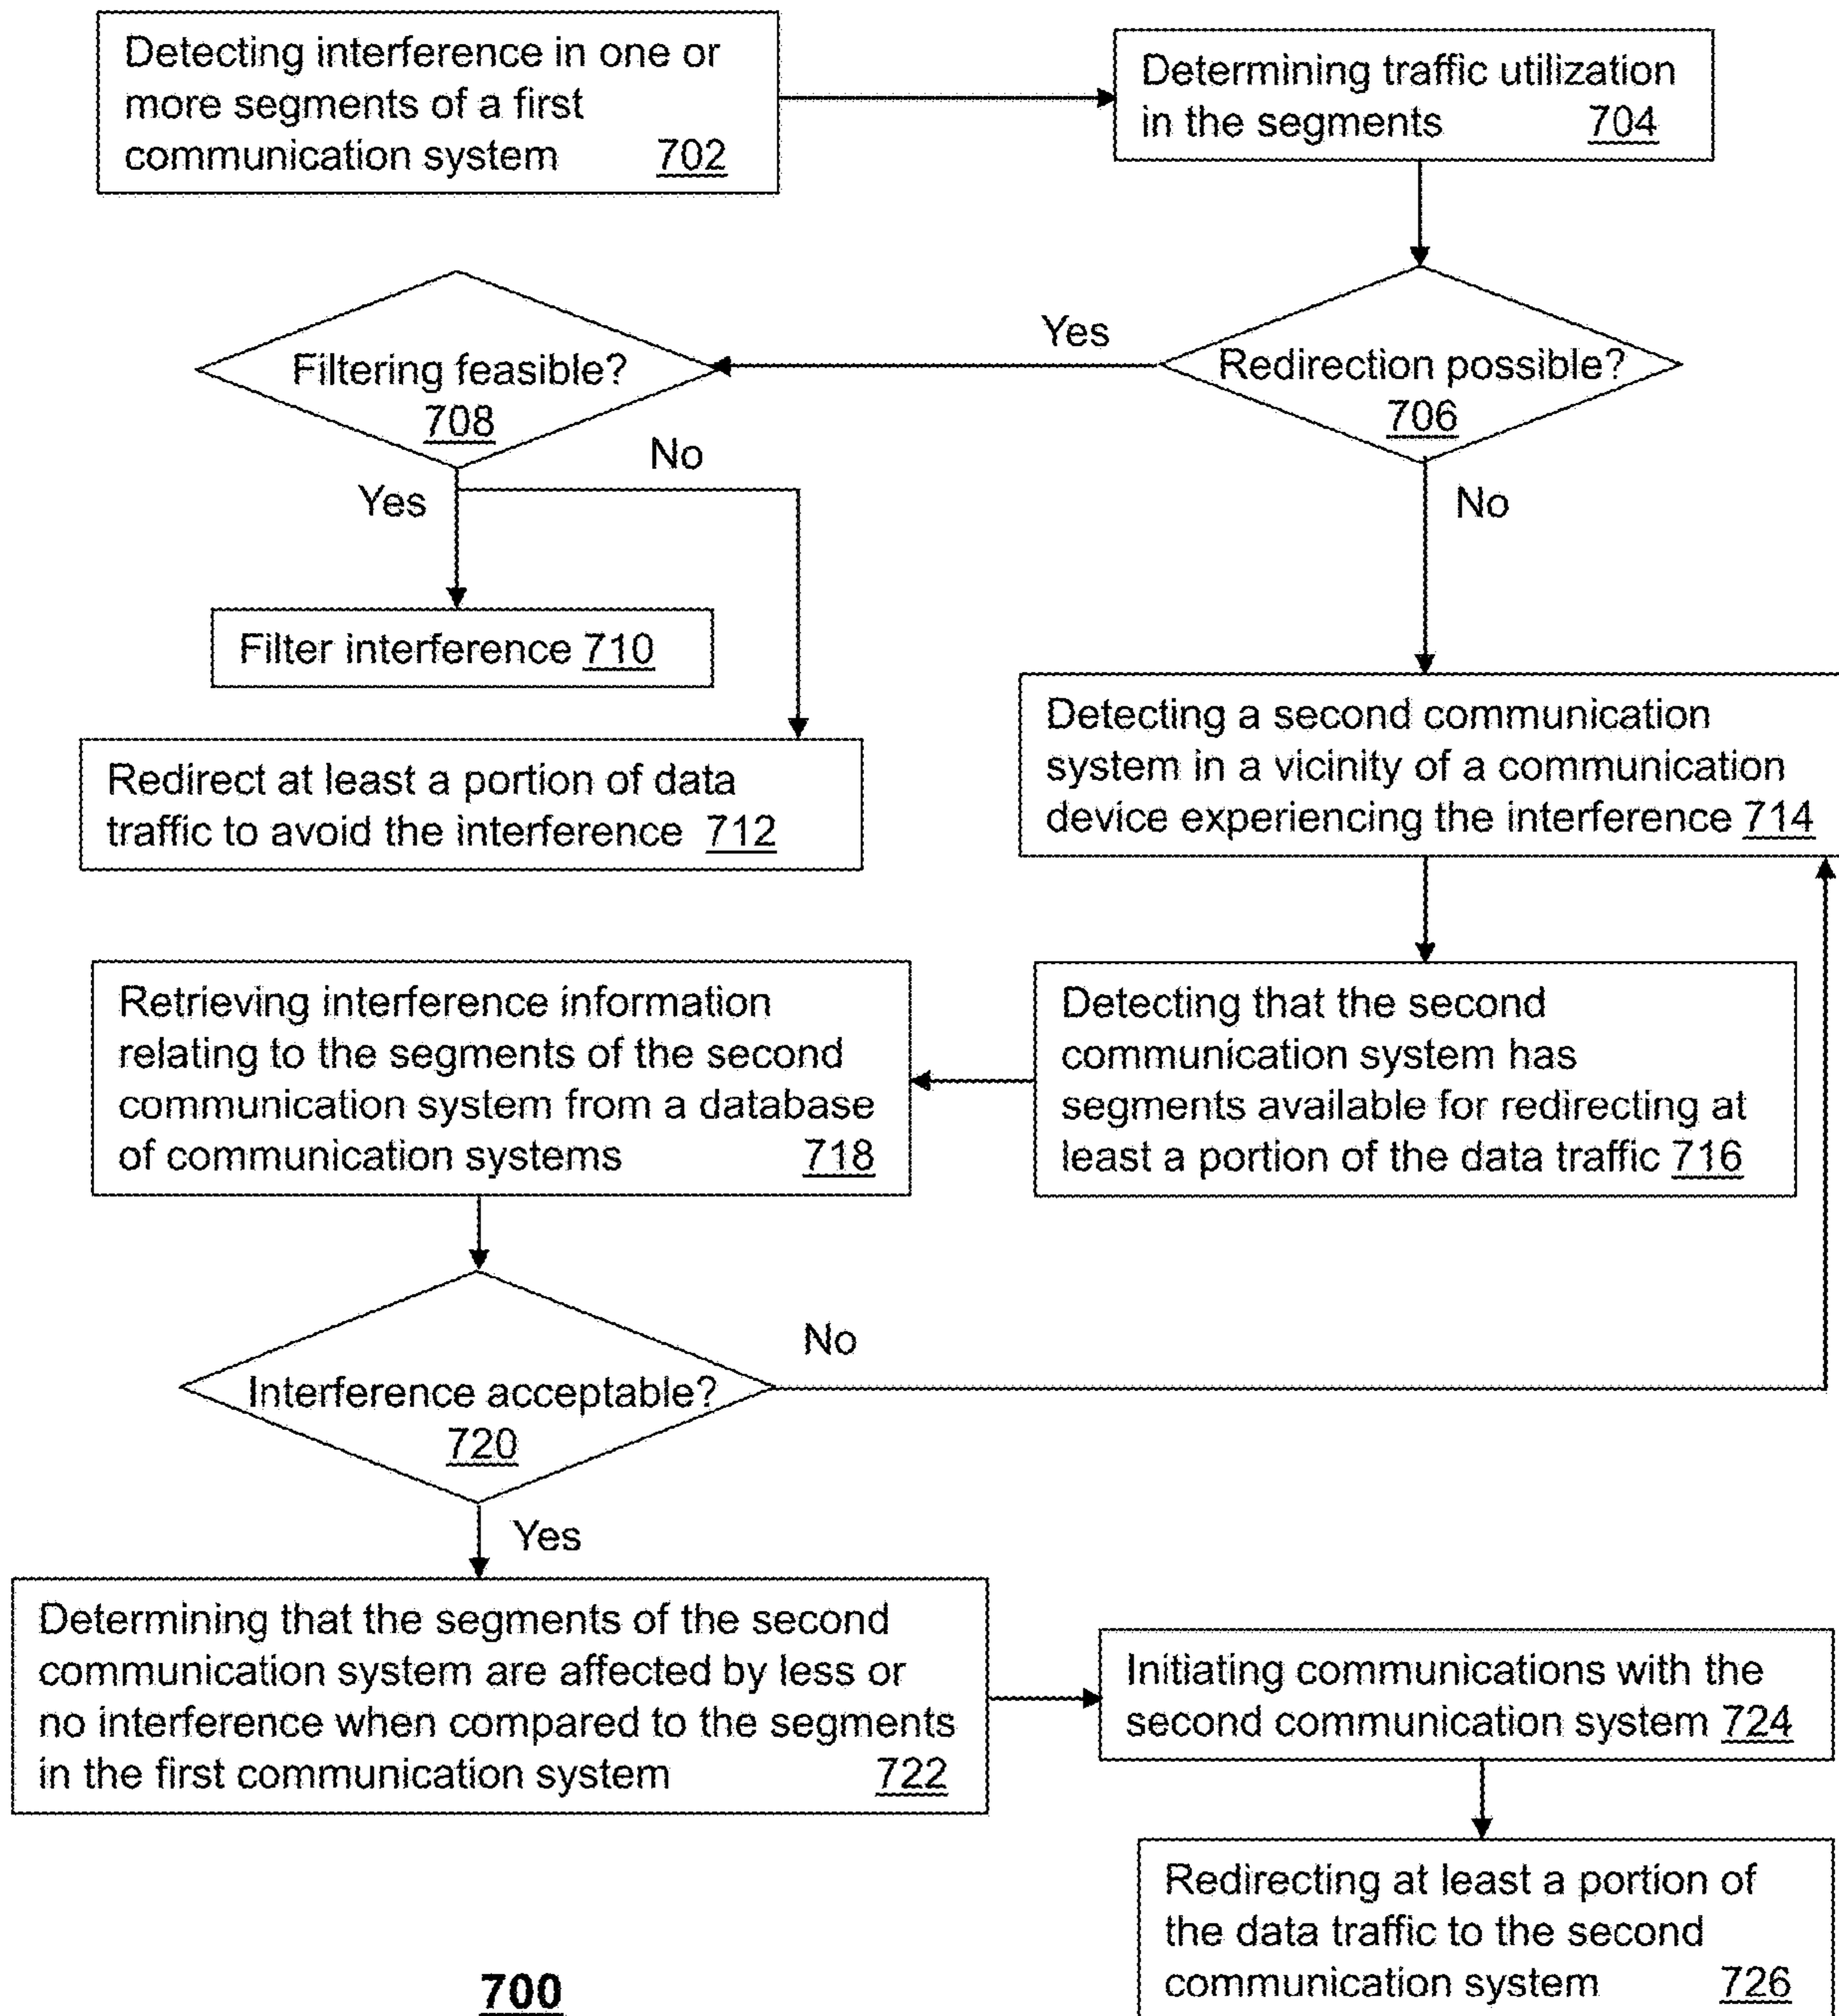 Detecting interference in one or
more segments of a first
communication system 702
Determining traffic utilization
in the segments 704
Redirection possible?
706
Yes
No
Filtering feasible?
708
No
Yes
Filter interference 710
Redirect at least a portion of data
traffic to avoid the interference 712
Detecting a second communication
system in a vicinity of a communication
device experiencing the interference 714
Detecting that the second
communication system has
segments available for redirecting at
least a portion of the data traffic 716
Retrieving interference information
relating to the segments of the second
communication system from a database
of communication systems 718
Interference acceptable?
720
No
Yes
Determining that the segments of the second
communication system are affected by less or
no interference when compared to the segments
in the first communication system 722
Initiating communications with the
second communication system 724
Redirecting at least a portion of
the data traffic to the second
communication system 726
700